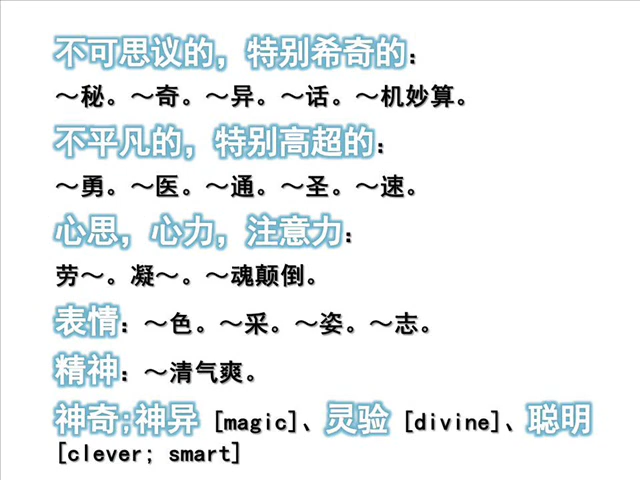 不可思议的，特别希奇的：
～秘。～奇。～异。～话。～机妙算。
不平凡的，特别高超的：
～勇。～医。～通。～圣。～速。
心思，心力，注意力：
劳～。凝～。～魂颠倒。
表情：～色。～采。～姿。～志。
精神：～清气爽。
神奇;神异 [magic]、灵验 [divine]、聪明
[clever; smart]